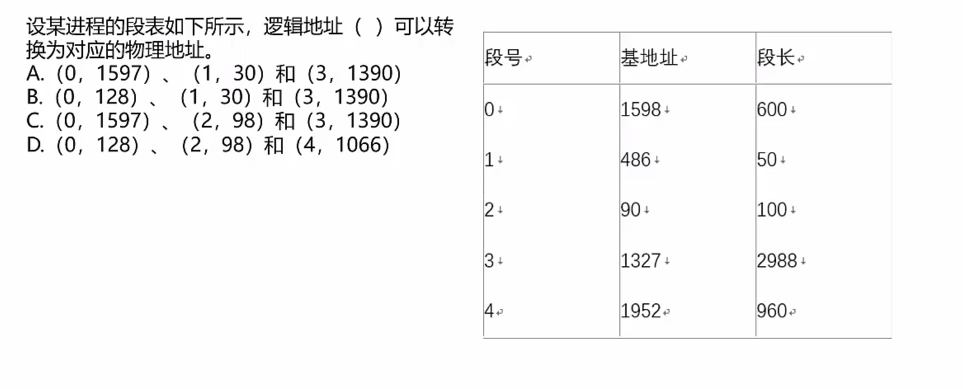 设某进程的段表如下所示，逻辑地址（ ）可以转
换为对应的物理地址。
A.（0，1597）、（1，30）和（3，1390）
B.（0，128）、（1，30）和（3，1390）
C.（0，1597）、（2，98）和（3，1390）
D.（0，128）、（2，98）和（4，1066）
段号 基地址 段长
0 1598 600
1 486 50
2 90 100
3 1327 2988
4 1952 960